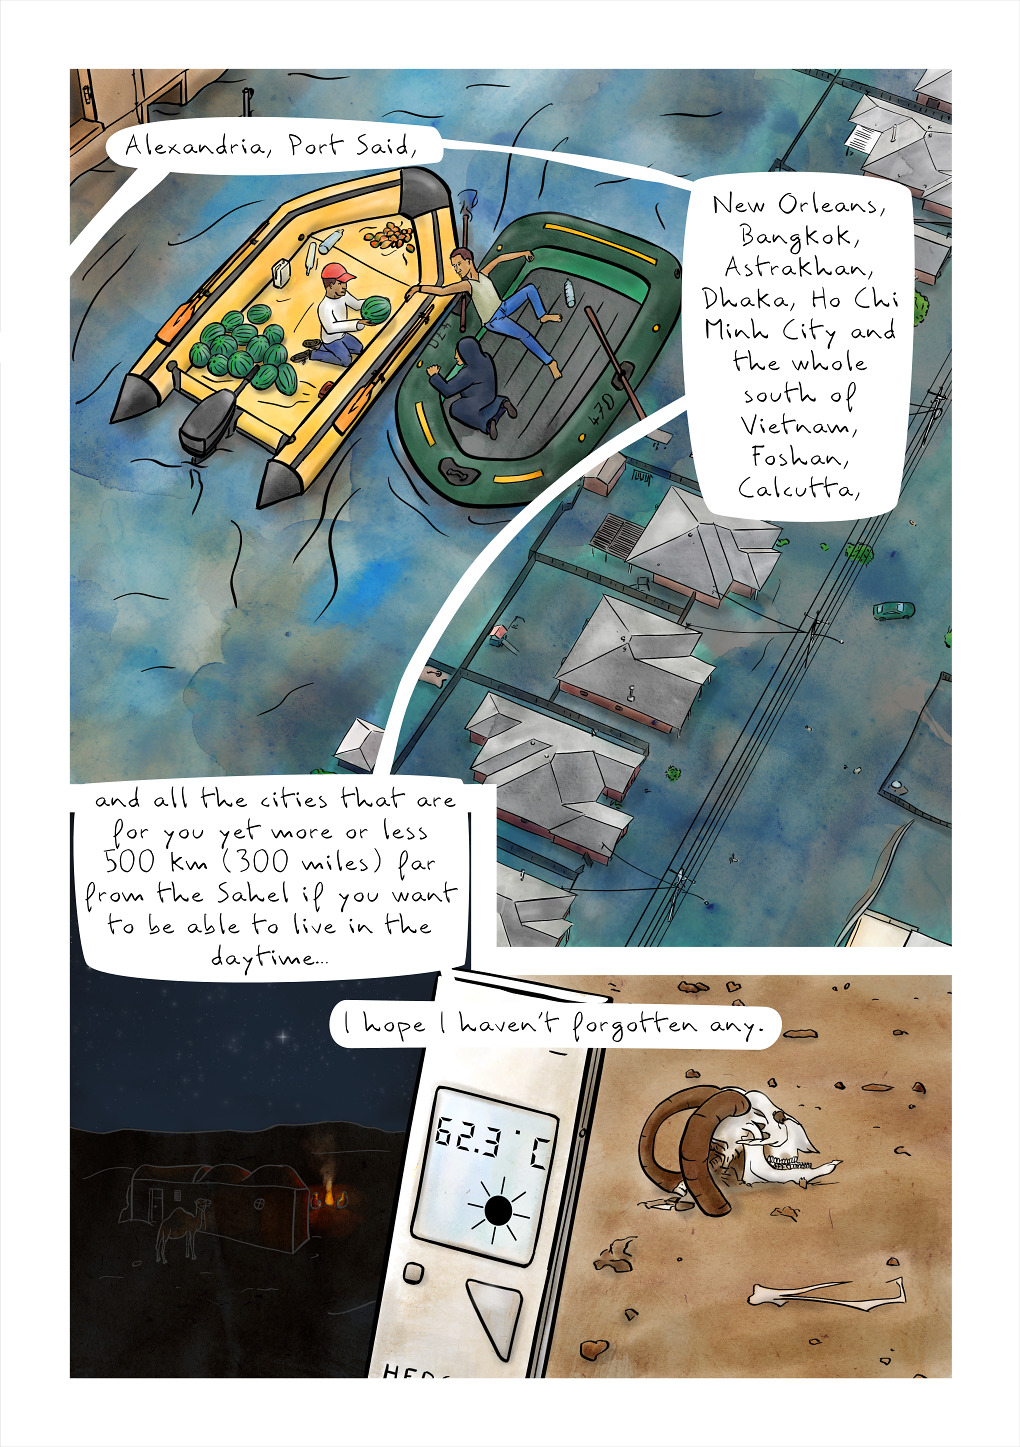 Alexandria, Port Said,
New Orleans,
Bangkok,
Astrakhan,
Dhaka, Ho Chi
Minh City and
the whole
south of
Vietnam,
Foshan,
Calcutta,
and all the cities that are
for you yet more or less
500 km (300 miles) far
from the Sahel if you want
to be able to live in the
daytime...
I hope I haven't forgotten any.
62.3 °C